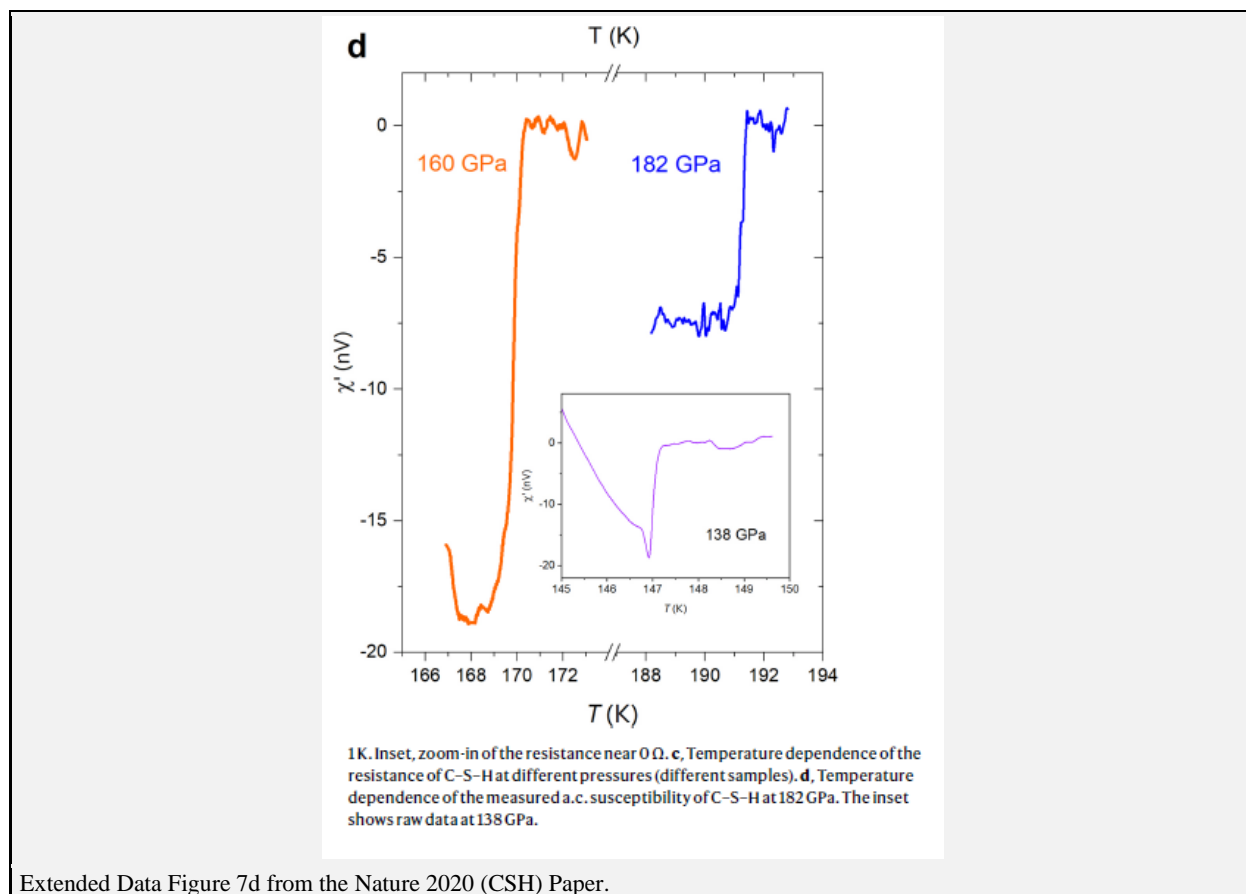 d
T (K)
0
-5
-10
-15
-20
χ' (nV)
160 GPa
182 GPa
0
-10
-20
χ' (nV)
138 GPa
145 146 147 148 149 150
T (K)
166 168 170 172 188 190 192 194
T (K)
1 K. Inset, zoom-in of the resistance near 0 Ω. c, Temperature dependence of the
resistance of C–S–H at different pressures (different samples). d, Temperature
dependence of the measured a.c. susceptibility of C–S–H at 182 GPa. The inset
shows raw data at 138 GPa.
Extended Data Figure 7d from the Nature 2020 (CSH) Paper.